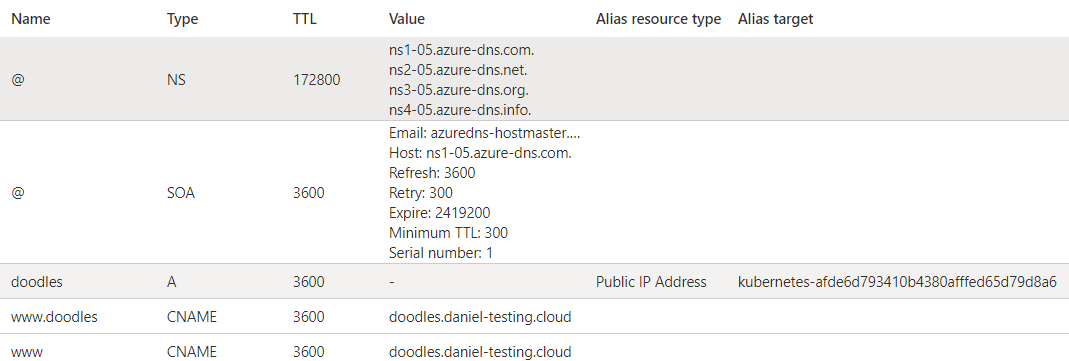 Name Type TTL Value Alias resource type Alias target
ns1-05.azure-dns.com.
ns2-05.azure-dns.net.
@ NS 172800
ns3-05.azure-dns.org.
ns4-05.azure-dns.info.
Email: azuredns-hostmaster....
Host: ns1-05.azure-dns.com.
Refresh: 3600
@ SOA 3600 Retry: 300
Expire: 2419200
Minimum TTL: 300
Serial number: 1
doodles A 3600 - Public IP Address kubernetes-afde6d793410b4380afffed65d79d8a6
www.doodles CNAME 3600 doodles.daniel-testing.cloud
www CNAME 3600 doodles.daniel-testing.cloud